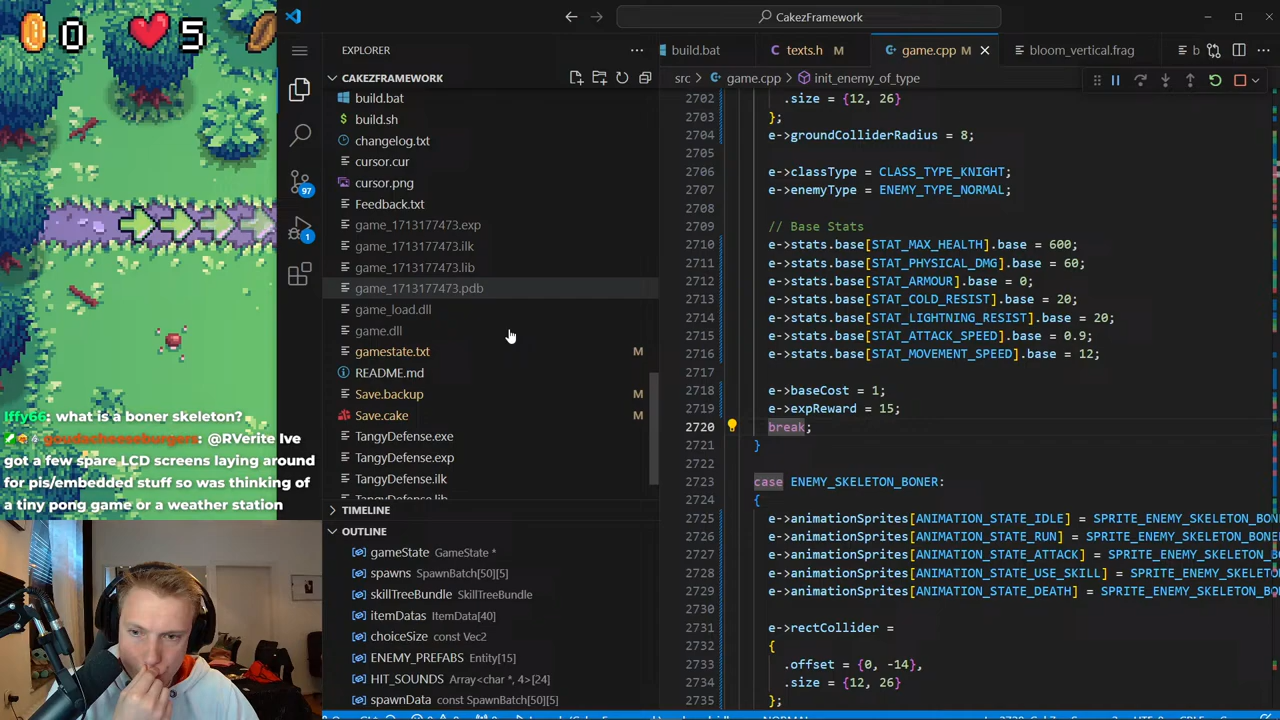 0 5
CakezFramework
EXPLORER
build.bat
texts.h M
game.cpp M
bloom_vertical.frag
b
CAKEZFRAMEWORK
src > game.cpp > init_enemy_of_type
build.bat
build.sh
changelog.txt
cursor.cur
cursor.png
Feedback.txt
game_1713177473.exp
game_1713177473.ilk
game_1713177473.lib
game_1713177473.pdb
game_load.dll
game.dll
gamestate.txt M
README.md
Save.backup M
Save.cake M
TangyDefense.exe
TangyDefense.exp
TangyDefense.ilk
TangyDefense.lib
TIMELINE
OUTLINE
gameState GameState *
spawns SpawnBatch[50][5]
skillTreeBundle SkillTreeBundle
itemDatas ItemData[40]
choiceSize const Vec2
ENEMY_PREFABS Entity[15]
HIT_SOUNDS Array<char *, 4>[24]
spawnData const SpawnBatch[50][5]
97
1
2702 .size = {12, 26}
2703 };
2704 e->groundColliderRadius = 8;
2705
2706 e->classType = CLASS_TYPE_KNIGHT;
2707 e->enemyType = ENEMY_TYPE_NORMAL;
2708
2709 // Base Stats
2710 e->stats.base[STAT_MAX_HEALTH].base = 600;
2711 e->stats.base[STAT_PHYSICAL_DMG].base = 60;
2712 e->stats.base[STAT_ARMOUR].base = 0;
2713 e->stats.base[STAT_COLD_RESIST].base = 20;
2714 e->stats.base[STAT_LIGHTNING_RESIST].base = 20;
2715 e->stats.base[STAT_ATTACK_SPEED].base = 0.9;
2716 e->stats.base[STAT_MOVEMENT_SPEED].base = 12;
2717
2718 e->baseCost = 1;
2719 e->expReward = 15;
2720 break;
2721 }
2722
2723 case ENEMY_SKELETON_BONER:
2724 {
2725 e->animationSprites[ANIMATION_STATE_IDLE] = SPRITE_ENEMY_SKELETON_BON
2726 e->animationSprites[ANIMATION_STATE_RUN] = SPRITE_ENEMY_SKELETON_BONE
2727 e->animationSprites[ANIMATION_STATE_ATTACK] = SPRITE_ENEMY_SKELETON_B
2728 e->animationSprites[ANIMATION_STATE_USE_SKILL] = SPRITE_ENEMY_SKELETO
2729 e->animationSprites[ANIMATION_STATE_DEATH] = SPRITE_ENEMY_SKELETON_BO
2730
2731 e->rectCollider =
2732 {
2733 .offset = {0, -14},
2734 .size = {12, 26}
2735 };
Iffy66: what is a boner skeleton?
goudacheeseburgers: @RVerite Ive
got a few spare LCD screens laying around
for pis/embedded stuff so was thinking of
a tiny pong game or a weather station